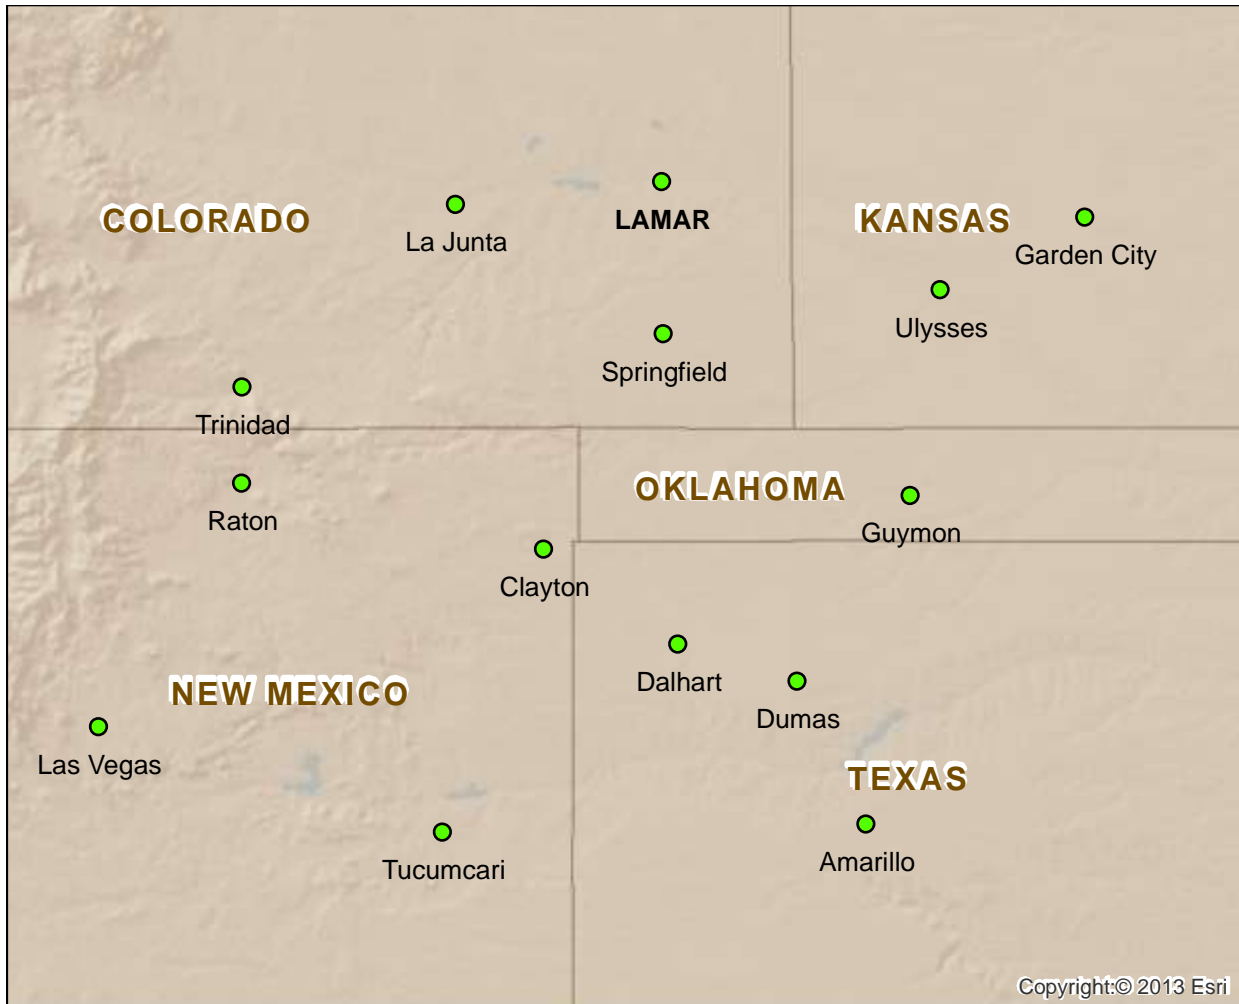 COLORADO
La Junta
LAMAR
KANSAS
Garden City
Ulysses
Springfield
Trinidad
Raton
OKLAHOMA
Guymon
Clayton
Dalhart
NEW MEXICO
Dumas
Las Vegas
TEXAS
Tucumcari
Amarillo
Copyright:© 2013 Esri